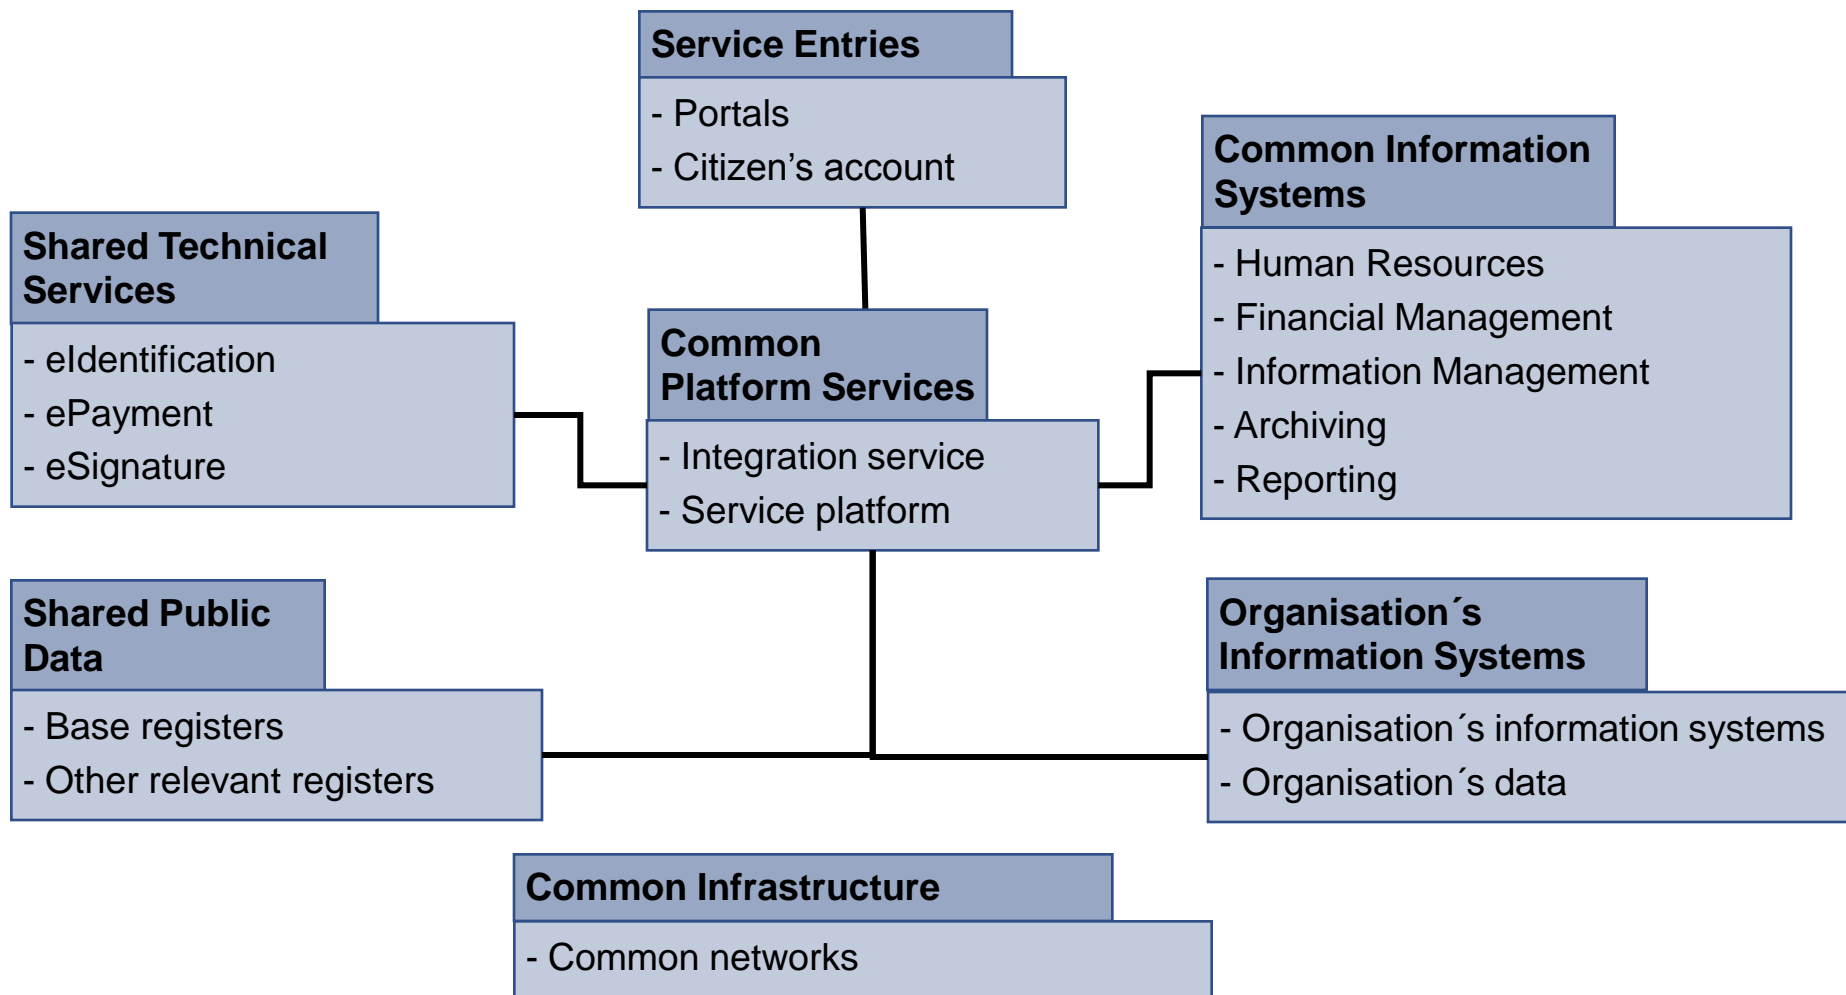 Service Entries
- Portals
- Citizen’s account
Common Information
Systems
- Human Resources
- Financial Management
- Information Management
- Archiving
- Reporting
Shared Technical
Services
- eIdentification
- ePayment
- eSignature
Common
Platform Services
- Integration service
- Service platform
Shared Public
Data
- Base registers
- Other relevant registers
Organisation´s
Information Systems
- Organisation´s information systems
- Organisation´s data
Common Infrastructure
- Common networks